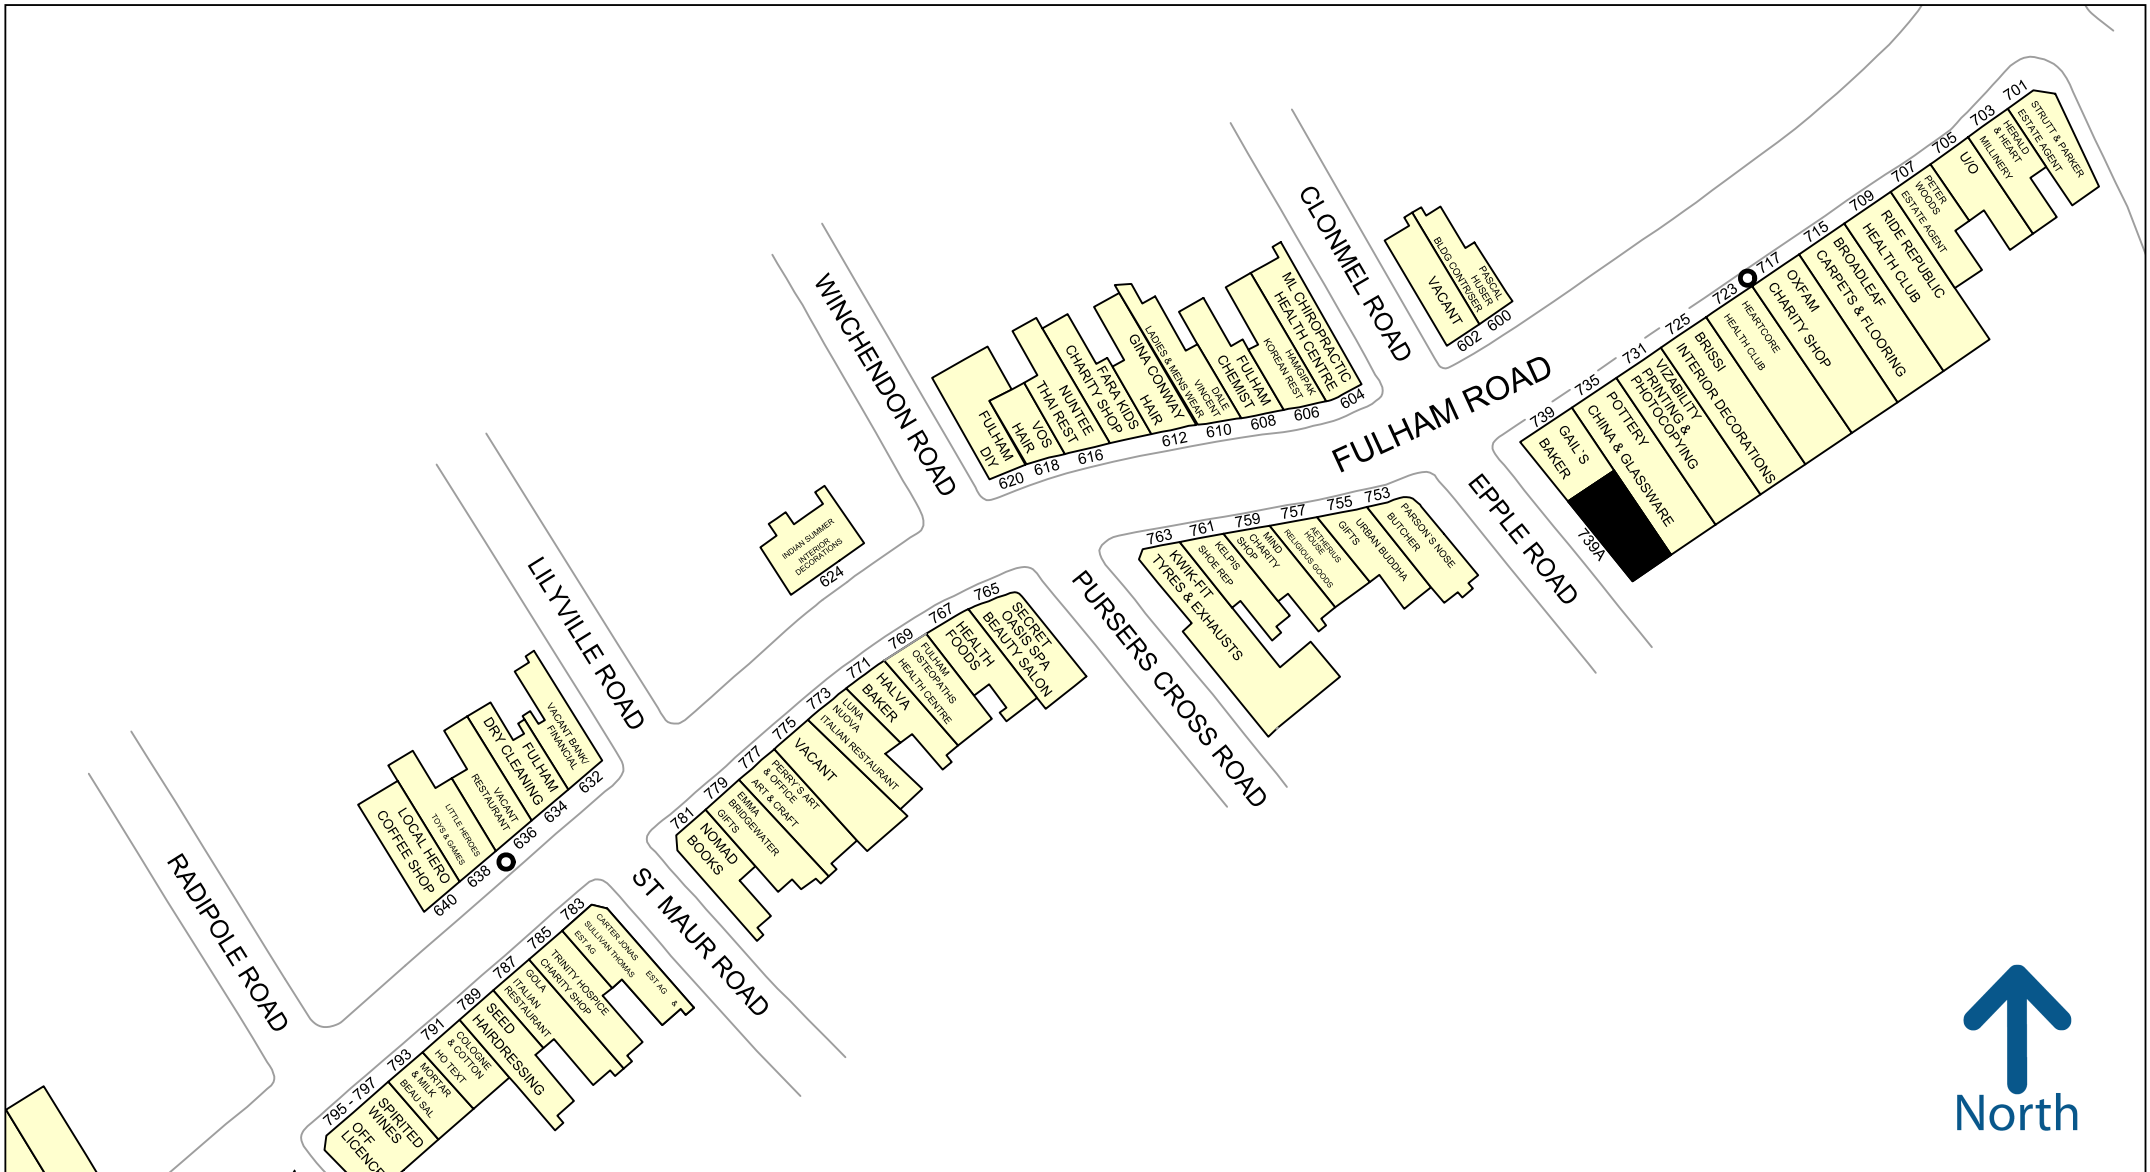 701
STRUTT & PARKER
ESTATE AGENT
703
HERALD
& HEART
MILLINERY
705
U/O
707
PETER
WOODS
ESTATE AGENT
709
RIDE REPUBLIC
HEALTH CLUB
715
BROADLEAF
CARPETS & FLOORING
717
OXFAM
CHARITY SHOP
723
HEARTCORE
HEALTH CLUB
725
BRISSI
INTERIOR DECORATIONS
731
VIZABILITY
PRINTING &
PHOTOCOPYING
735
POTTERY
CHINA & GLASSWARE
739
GAIL'S
BAKER
739A
CLONMEL ROAD
PASCAL
HUSER
BLDG CONTR/SER
600
VACANT
602
FULHAM ROAD
ML CHIROPRACTIC
HEALTH CENTRE
604
HAMGIPAK
KOREAN REST
606
FULHAM
CHEMIST
608
DALE
VINCENT
LADIES & MENS WEAR
610
GINA CONWAY
HAIR
612
FARA KIDS
CHARITY SHOP
616
NUNTEE
THAI REST
618
VOS
HAIR
620
FULHAM
DIY
WINCHENDON ROAD
EPPLE ROAD
753
PARSON'S NOSE
BUTCHER
755
URBAN BUDDHA
GIFTS
757
AETHERIUS
HOUSE
RELIGIOUS GOODS
759
MIND
CHARITY
SHOP
761
KELPIS
SHOE REP
763
KWIK-FIT
TYRES & EXHAUSTS
INDIAN SUMMER
INTERIOR
DECORATIONS
624
PURSERS CROSS ROAD
LILYVILLE ROAD
765
SECRET
OASIS SPA
BEAUTY SALON
767
HEALTH
FOODS
769
FULHAM
OSTEOPATHS
HEALTH CENTRE
771
HALVA
BAKER
773
LUNA
NUOVA
ITALIAN RESTAURANT
775
VACANT
777
PERRY'S ART
& OFFICE
ART & CRAFT
779
EMMA
BRIDGEWATER
GIFTS
781
NOMAD
BOOKS
VACANT BANK/
FINANCIAL
632
FULHAM
DRY CLEANING
634
VACANT
RESTAURANT
636
LITTLE HEROES
TOYS & GAMES
638
LOCAL HERO
COFFEE SHOP
640
RADIPOLE ROAD
ST MAUR ROAD
783
CARTER JONAS EST AG &
SULLIVAN THOMAS
EST AG
785
TRINITY HOSPICE
CHARITY SHOP
787
GOLA
ITALIAN
RESTAURANT
789
SEED
HAIRDRESSING
791
COLOGNE
& COTTON
HO TEXT
793
MORTAR
& MILK
BEAU SAL
795 - 797
SPIRITED
WINES
OFF
LICENCE
North